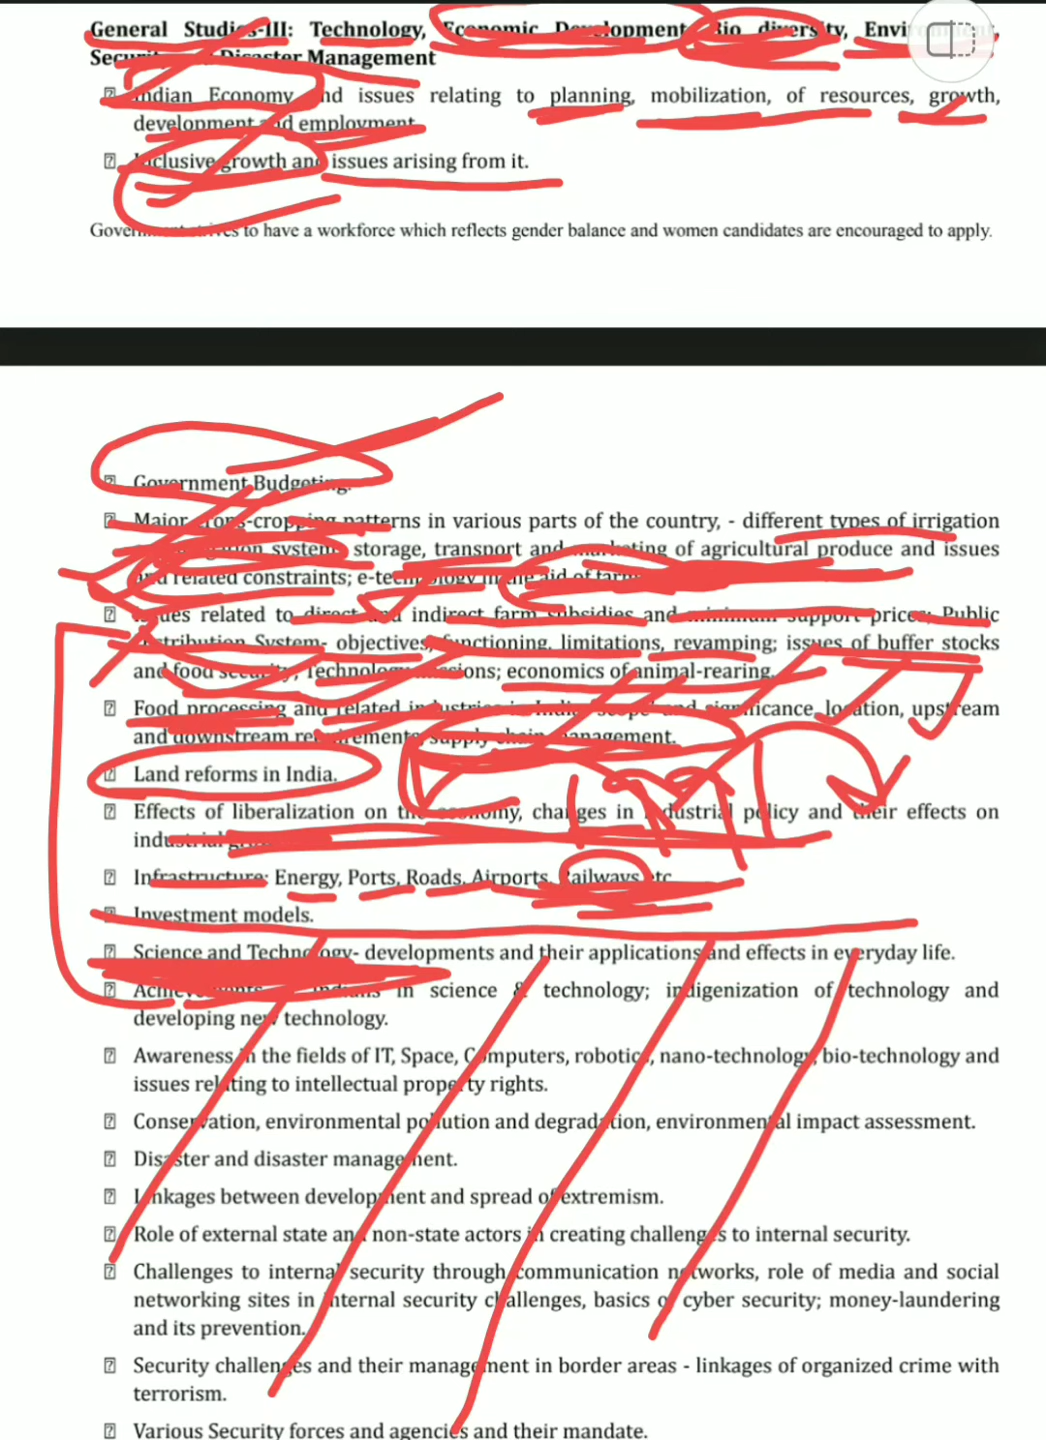 General Studies-III: Technology, Economic Development, Bio diversity, Environment,
Security and Disaster Management
Indian Economy and issues relating to planning, mobilization, of resources, growth,
development and employment.
Inclusive growth and issues arising from it.
Government strives to have a workforce which reflects gender balance and women candidates are encouraged to apply.
Government Budgeting.
Major crops-cropping patterns in various parts of the country, - different types of irrigation
and irrigation systems storage, transport and marketing of agricultural produce and issues
and related constraints; e-technology in the aid of farmers.
Issues related to direct and indirect farm subsidies and minimum support prices; Public
Distribution System- objectives, functioning, limitations, revamping; issues of buffer stocks
and food security; Technology missions; economics of animal-rearing.
Food processing and related industries in India- scope' and significance, location, upstream
and downstream requirements, supply chain management.
Land reforms in India.
Effects of liberalization on the economy, changes in industrial policy and their effects on
industrial growth.
Infrastructure: Energy, Ports, Roads, Airports, Railways etc.
Investment models.
Science and Technology- developments and their applications and effects in everyday life.
Achievements of Indians in science & technology; indigenization of technology and
developing new technology.
Awareness in the fields of IT, Space, Computers, robotics, nano-technology, bio-technology and
issues relating to intellectual property rights.
Conservation, environmental pollution and degradation, environmental impact assessment.
Disaster and disaster management.
Linkages between development and spread of extremism.
Role of external state and non-state actors in creating challenges to internal security.
Challenges to internal security through communication networks, role of media and social
networking sites in internal security challenges, basics of cyber security; money-laundering
and its prevention.
Security challenges and their management in border areas - linkages of organized crime with
terrorism.
Various Security forces and agencies and their mandate.